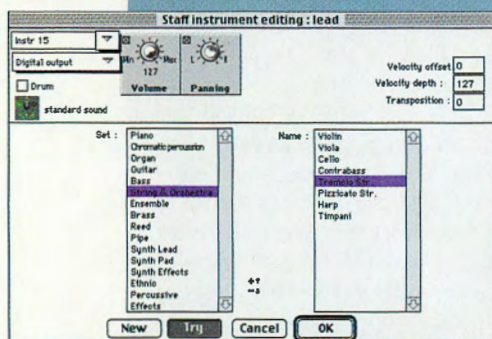 Staff instrument editing : lead
Instr 15
Digital output
Drum
standard sound
Min Max
127
Volume
L R
Panning
Velocity offset 0
Velocity depth : 127
Transposition : 0
Set :
Piano
Chromatic percussion
Organ
Guitar
Bass
String & Orchestra
Ensemble
Brass
Reed
Pipe
Synth Lead
Synth Pad
Synth Effects
Ethnic
Percussive
Effects
Name :
Violin
Viola
Cello
Contrabass
Tremolo Str.
Pizzicato Str.
Harp
Timpani
New Try Cancel OK